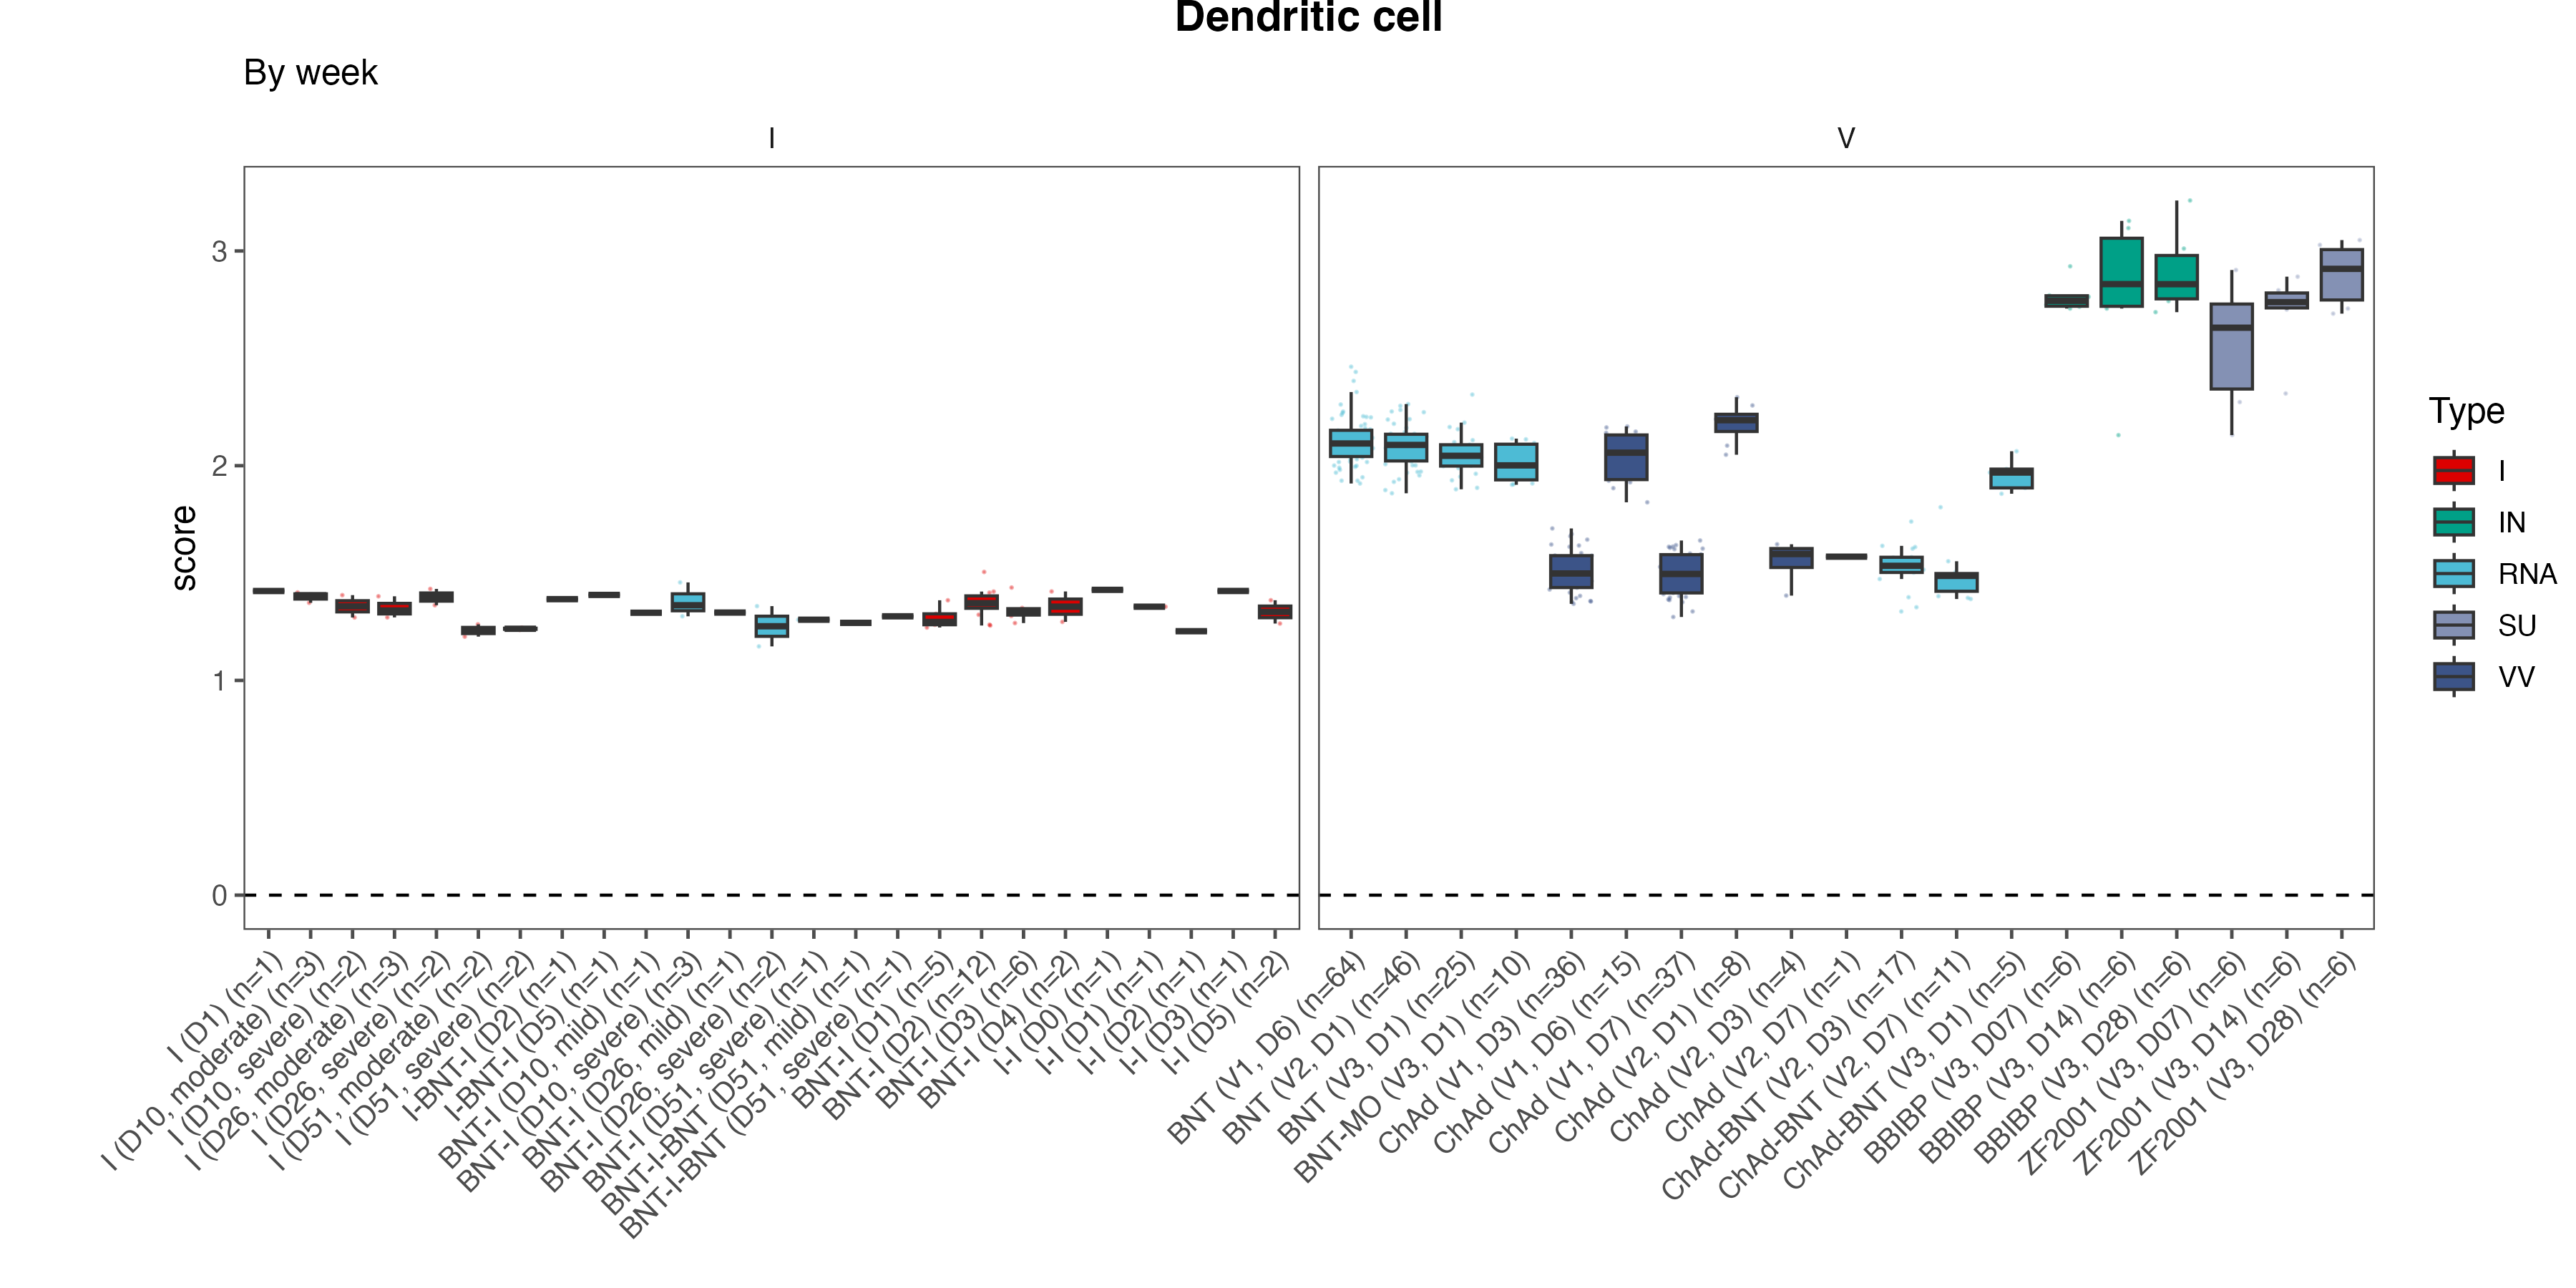 Dendritic cell
By week
I
V
score
3
2
1
0
I (D1) (n=1)
I (D10, moderate) (n=3)
I (D10, severe) (n=2)
I (D26, moderate) (n=3)
I (D26, severe) (n=2)
I (D51, moderate) (n=2)
I (D51, severe) (n=2)
I-BNT-I (D2) (n=1)
I-BNT-I (D5) (n=1)
BNT-I (D10, mild) (n=1)
BNT-I (D10, severe) (n=3)
BNT-I (D26, mild) (n=1)
BNT-I (D26, severe) (n=2)
BNT-I (D51, severe) (n=1)
BNT-I-BNT (D51, mild) (n=1)
BNT-I-BNT (D51, severe) (n=1)
BNT-I (D1) (n=5)
BNT-I (D2) (n=12)
BNT-I (D3) (n=6)
BNT-I (D4) (n=2)
I-I (D0) (n=1)
I-I (D1) (n=1)
I-I (D2) (n=1)
I-I (D3) (n=1)
I-I (D5) (n=2)
BNT (V1, D6) (n=64)
BNT (V2, D1) (n=46)
BNT (V3, D1) (n=25)
BNT-MO (V3, D1) (n=10)
ChAd (V1, D3) (n=36)
ChAd (V1, D6) (n=15)
ChAd (V1, D7) (n=37)
ChAd (V2, D1) (n=8)
ChAd (V2, D3) (n=4)
ChAd (V2, D7) (n=1)
ChAd-BNT (V2, D3) (n=17)
ChAd-BNT (V2, D7) (n=11)
ChAd-BNT (V3, D1) (n=5)
BBIBP (V3, D07) (n=6)
BBIBP (V3, D14) (n=6)
BBIBP (V3, D28) (n=6)
ZF2001 (V3, D07) (n=6)
ZF2001 (V3, D14) (n=6)
ZF2001 (V3, D28) (n=6)
Type
I
IN
RNA
SU
VV